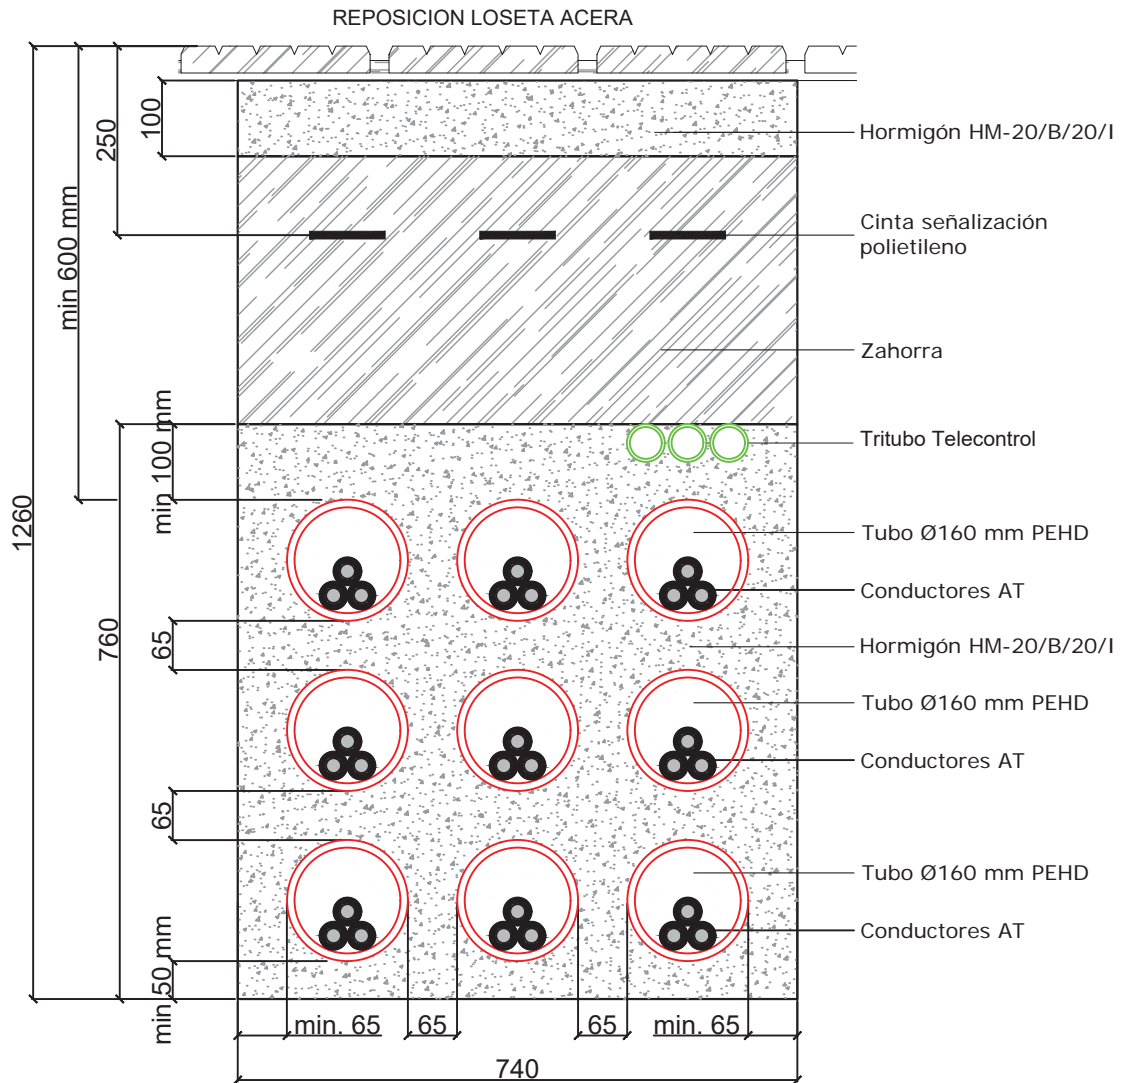 REPOSICION LOSETA ACERA
100
250
min 600 mm
1260
Hormigón HM-20/B/20/I
Cinta señalización
polietileno
Zahorra
min 100 mm
Tritubo Telecontrol
Tubo Ø160 mm PEHD
Conductores AT
65
760
Hormigón HM-20/B/20/I
Tubo Ø160 mm PEHD
Conductores AT
65
Tubo Ø160 mm PEHD
Conductores AT
min.50 mm
min. 65
65
65
min. 65
740